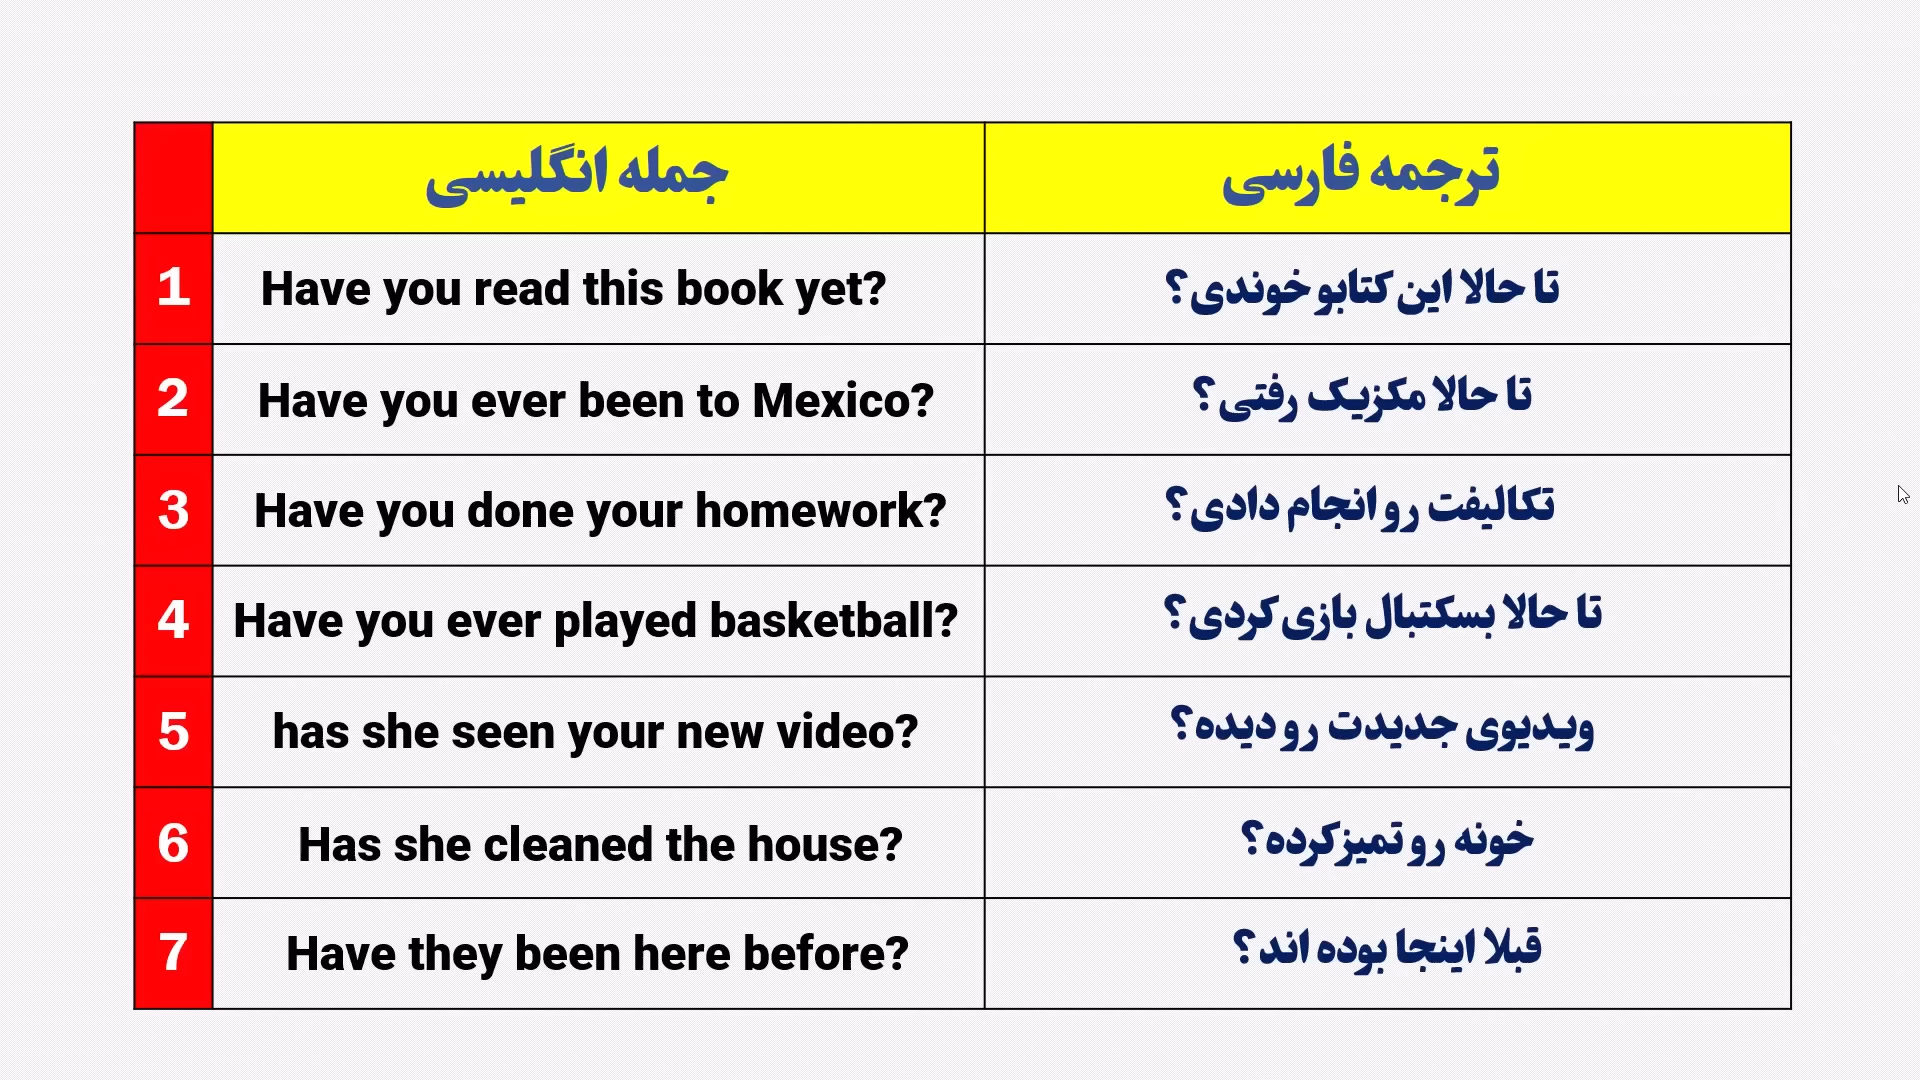 جمله انگلیسی ترجمه فارسی
1 Have you read this book yet? تا حالا این کتابو خوندی؟
2 Have you ever been to Mexico? تا حالا مکزیک رفتی؟
3 Have you done your homework? تکالیفت رو انجام دادی؟
4 Have you ever played basketball? تا حالا بسکتبال بازی کردی؟
5 has she seen your new video? ویدیوی جدیدت رو دیده؟
6 Has she cleaned the house? خونه رو تمیز کرده؟
7 Have they been here before? قبلا اینجا بوده اند؟